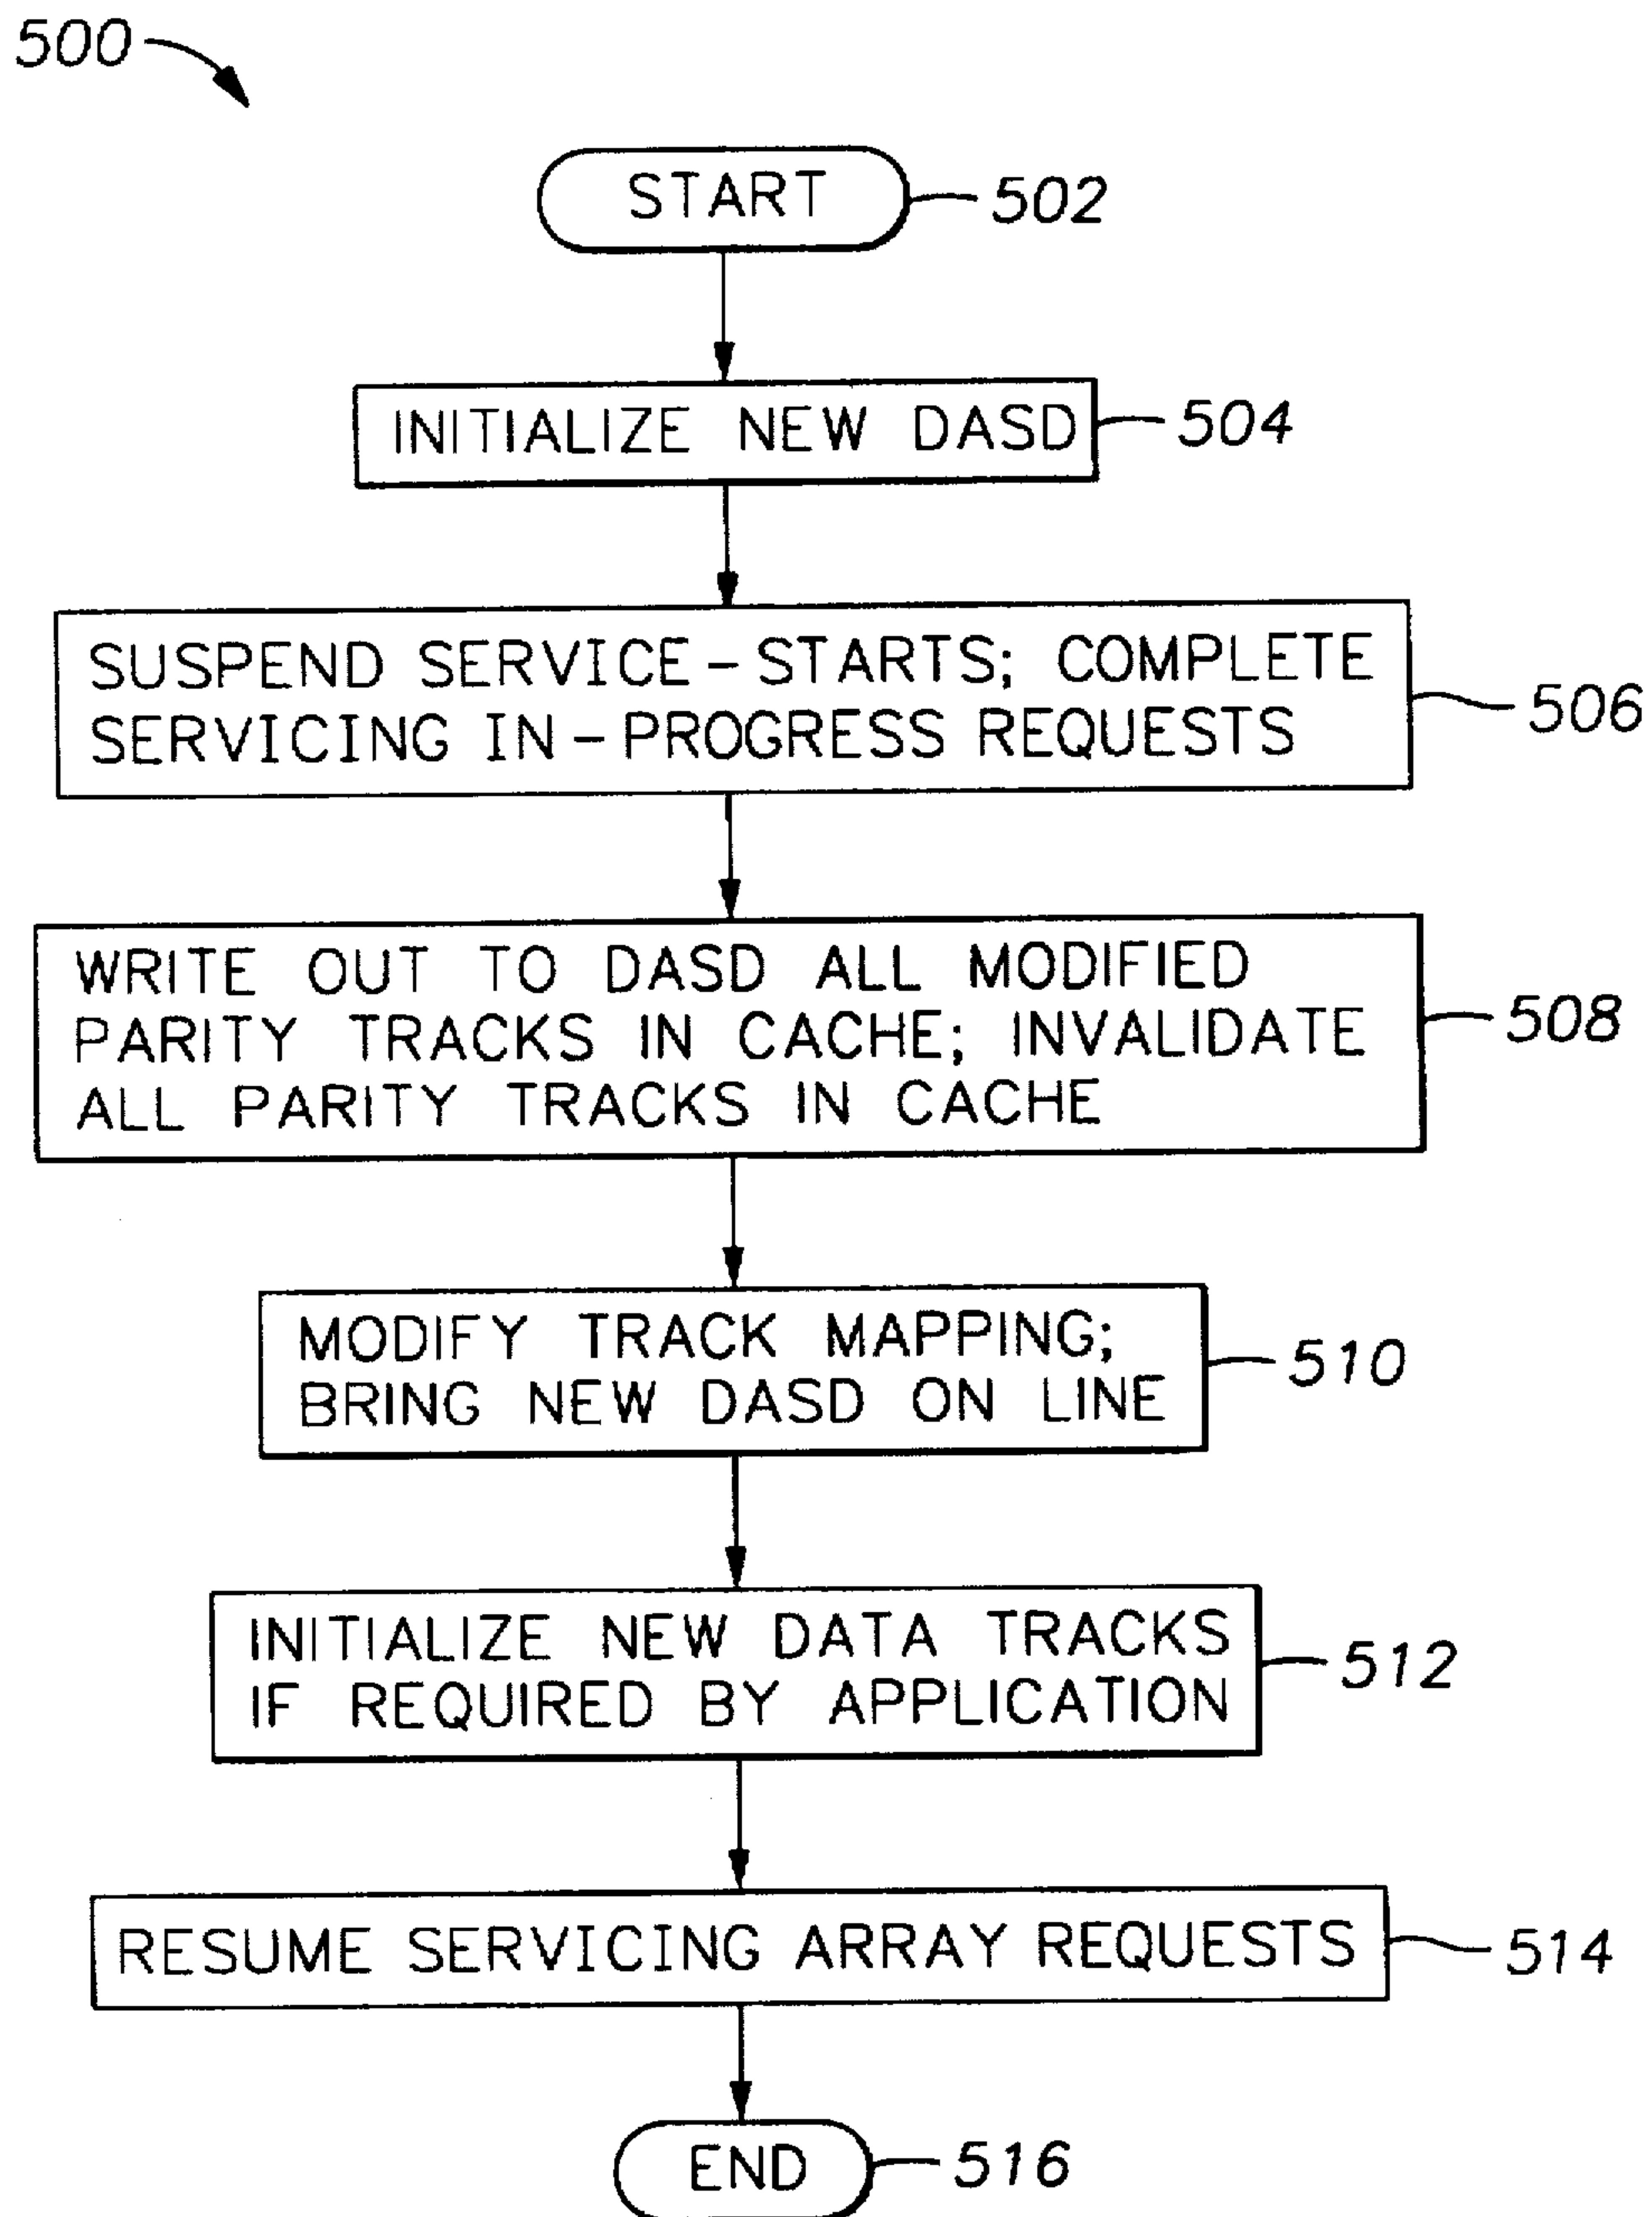 500
START
502
INITIALIZE NEW DASD
504
SUSPEND SERVICE-STARTS; COMPLETE
SERVICING IN-PROGRESS REQUESTS
506
WRITE OUT TO DASD ALL MODIFIED
PARITY TRACKS IN CACHE; INVALIDATE
ALL PARITY TRACKS IN CACHE
508
MODIFY TRACK MAPPING;
BRING NEW DASD ON LINE
510
INITIALIZE NEW DATA TRACKS
IF REQUIRED BY APPLICATION
512
RESUME SERVICING ARRAY REQUESTS
514
END
516